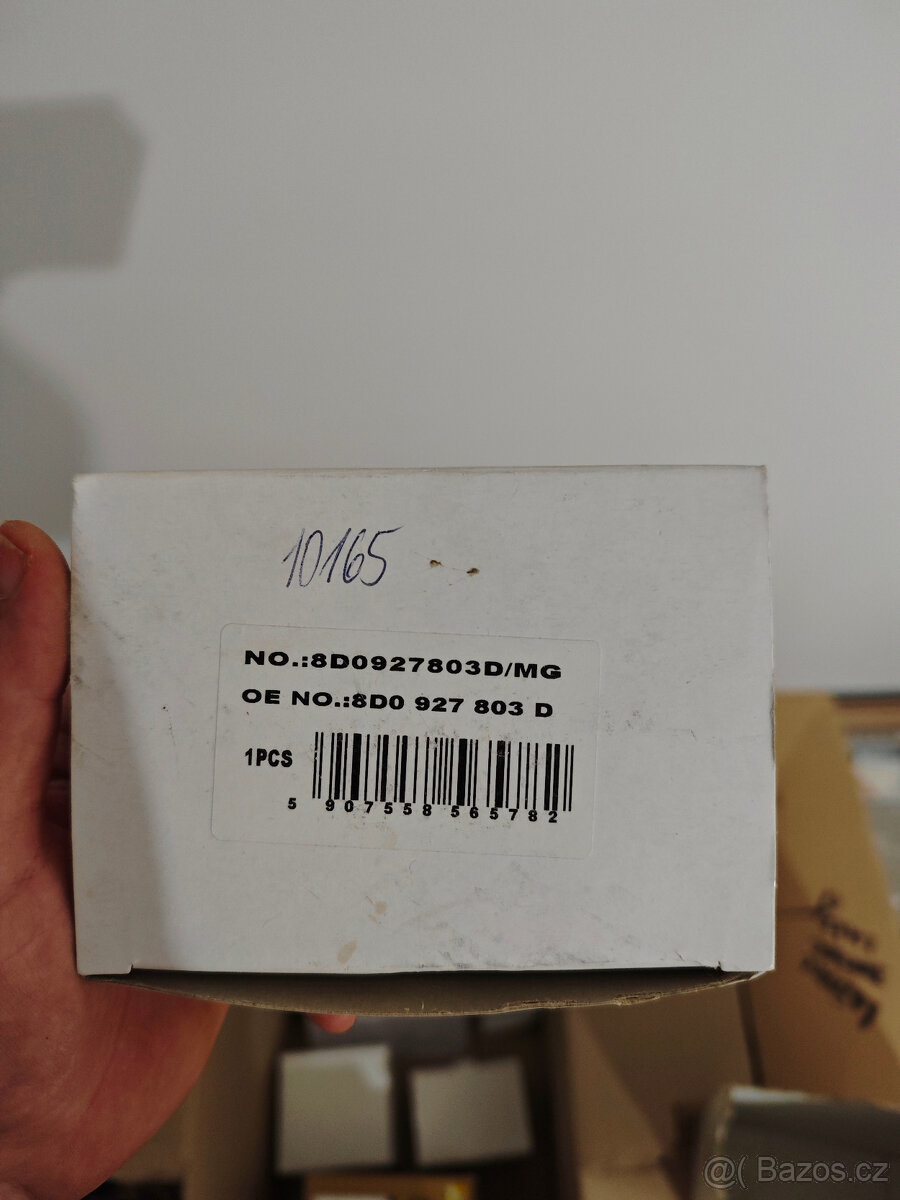 10165
NO.:8D0927803D/MG
OE NO.:8D0 927 803 D
1PCS
5 907558 565782
@( Bazos.cz